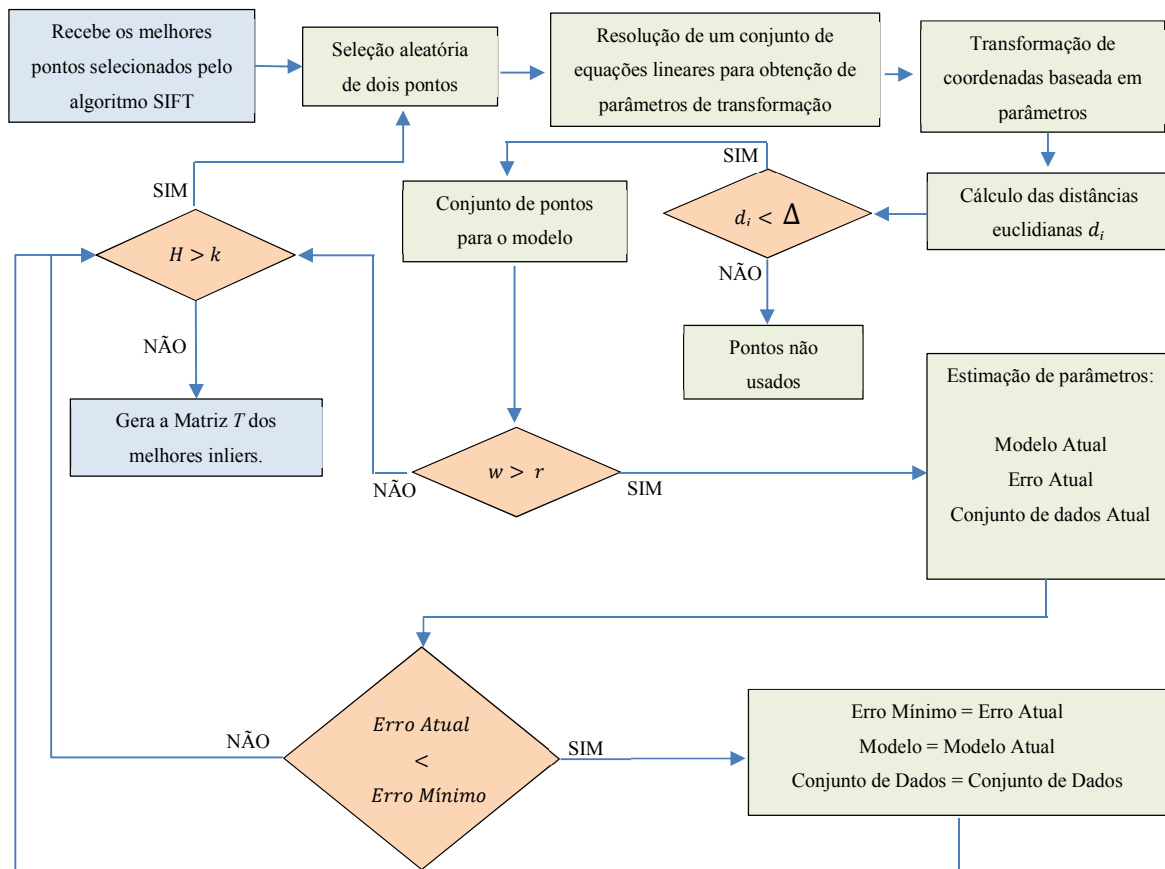 Recebe os melhores
pontos selecionados pelo
algoritmo SIFT
Seleção aleatória
de dois pontos
Resolução de um conjunto de
equações lineares para obtenção de
parâmetros de transformação
Transformação de
coordenadas baseada em
parâmetros
Cálculo das distâncias
euclidianas d_i
d_i < Δ
SIM
NÃO
Pontos não
usados
Conjunto de pontos
para o modelo
w > r
NÃO
SIM
H > k
SIM
NÃO
Gera a Matriz T dos
melhores inliers.
Estimação de parâmetros:
Modelo Atual
Erro Atual
Conjunto de dados Atual
Erro Atual
<
Erro Mínimo
NÃO
SIM
Erro Mínimo = Erro Atual
Modelo = Modelo Atual
Conjunto de Dados = Conjunto de Dados